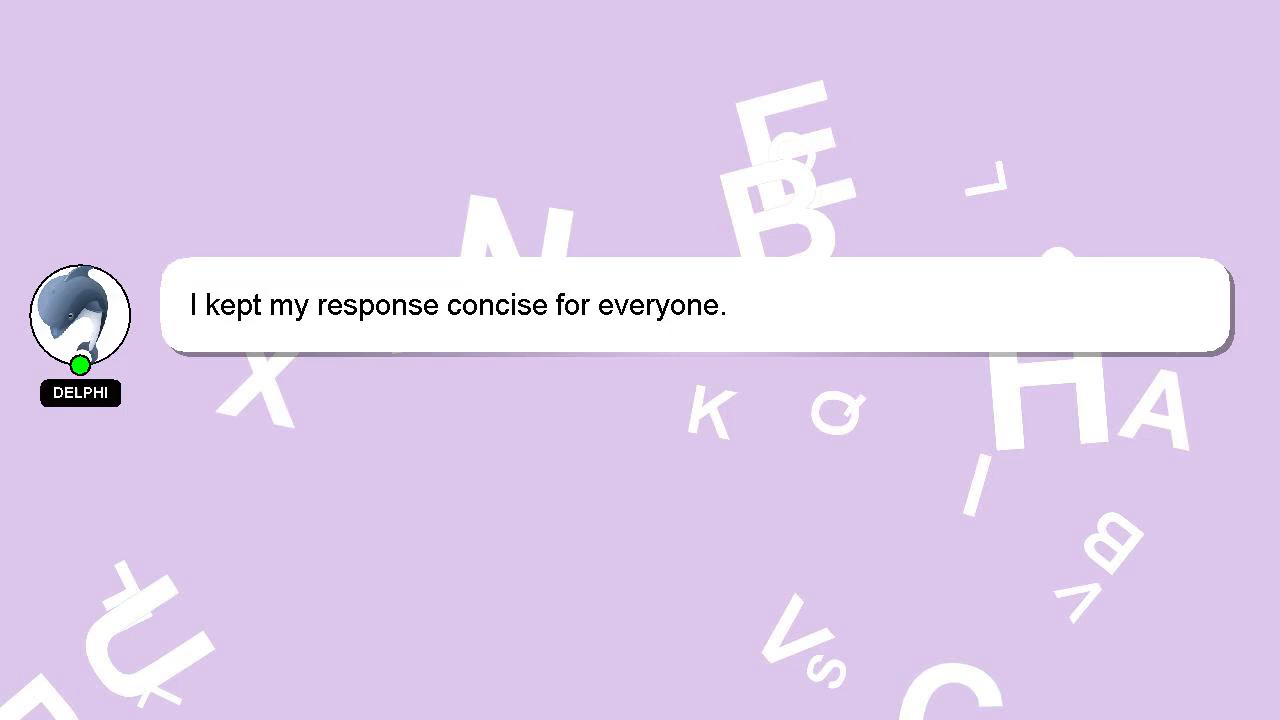 I kept my response concise for everyone.
DELPHI
E
B
L
N
X
K
Q
H
A
I
B
V
U
V
S
C